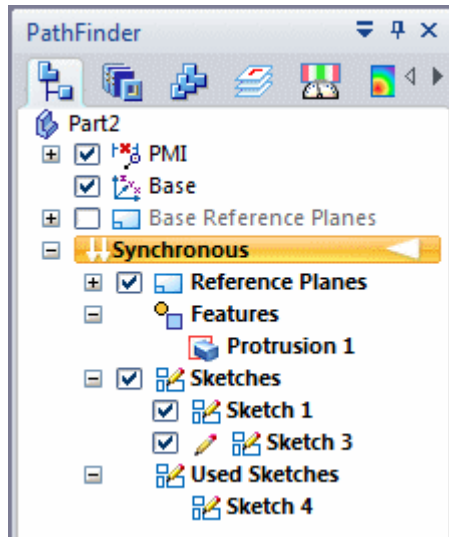 PathFinder
Part2
PMI
Base
Base Reference Planes
Synchronous
Reference Planes
Features
Protrusion 1
Sketches
Sketch 1
Sketch 3
Used Sketches
Sketch 4